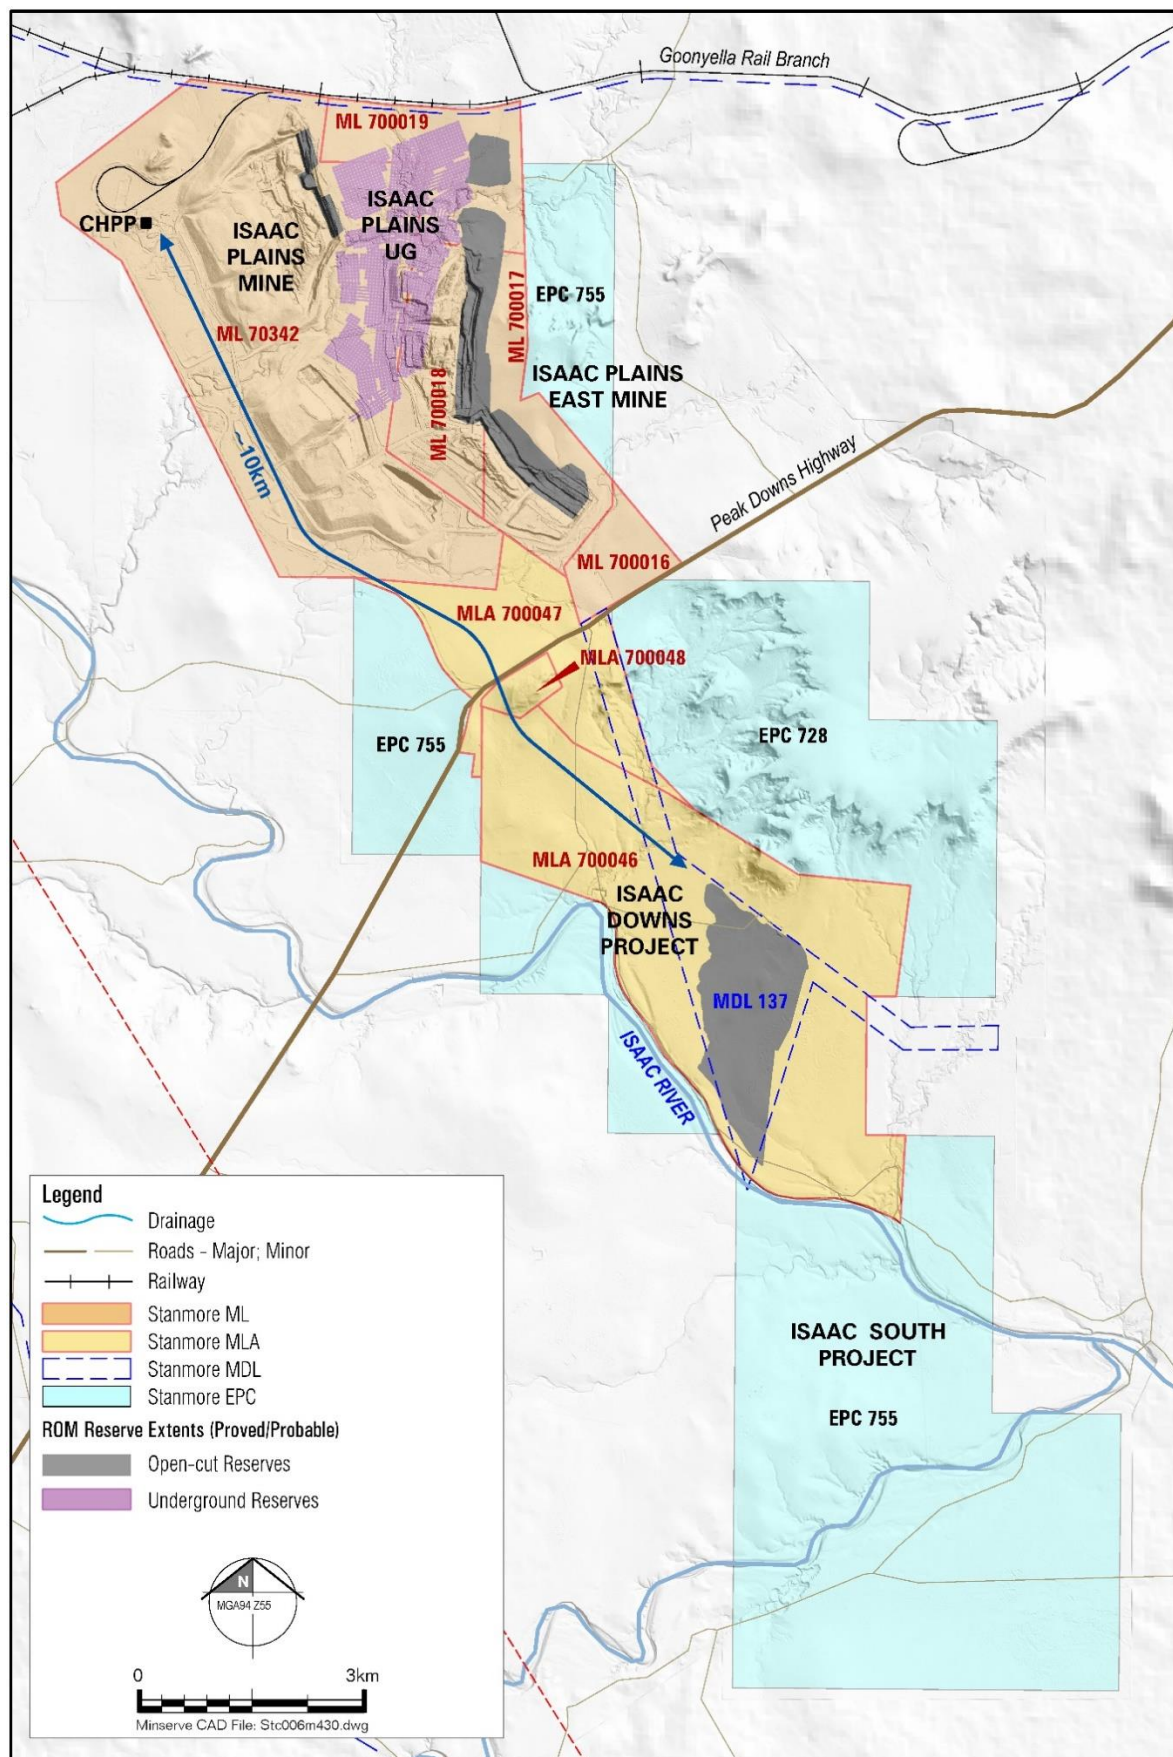 Goonyella Rail Branch
ML 700019
ISAAC
PLAINS
UG
CHPP
ISAAC
PLAINS
MINE
ML 700017
EPC 755
ML 70342
ISAAC PLAINS
EAST MINE
ML 700018
~10km
Peak Downs Highway
ML 700016
MLA 700047
MLA 700048
EPC 755
EPC 728
MLA 700046
ISAAC
DOWNS
PROJECT
MDL 137
ISAAC RIVER
ISAAC SOUTH
PROJECT
EPC 755
Legend
Drainage
Roads - Major; Minor
Railway
Stanmore ML
Stanmore MLA
Stanmore MDL
Stanmore EPC
ROM Reserve Extents (Proved/Probable)
Open-cut Reserves
Underground Reserves
N
MGA94 Z55
0 3km
Minserve CAD File: Stc006m430.dwg